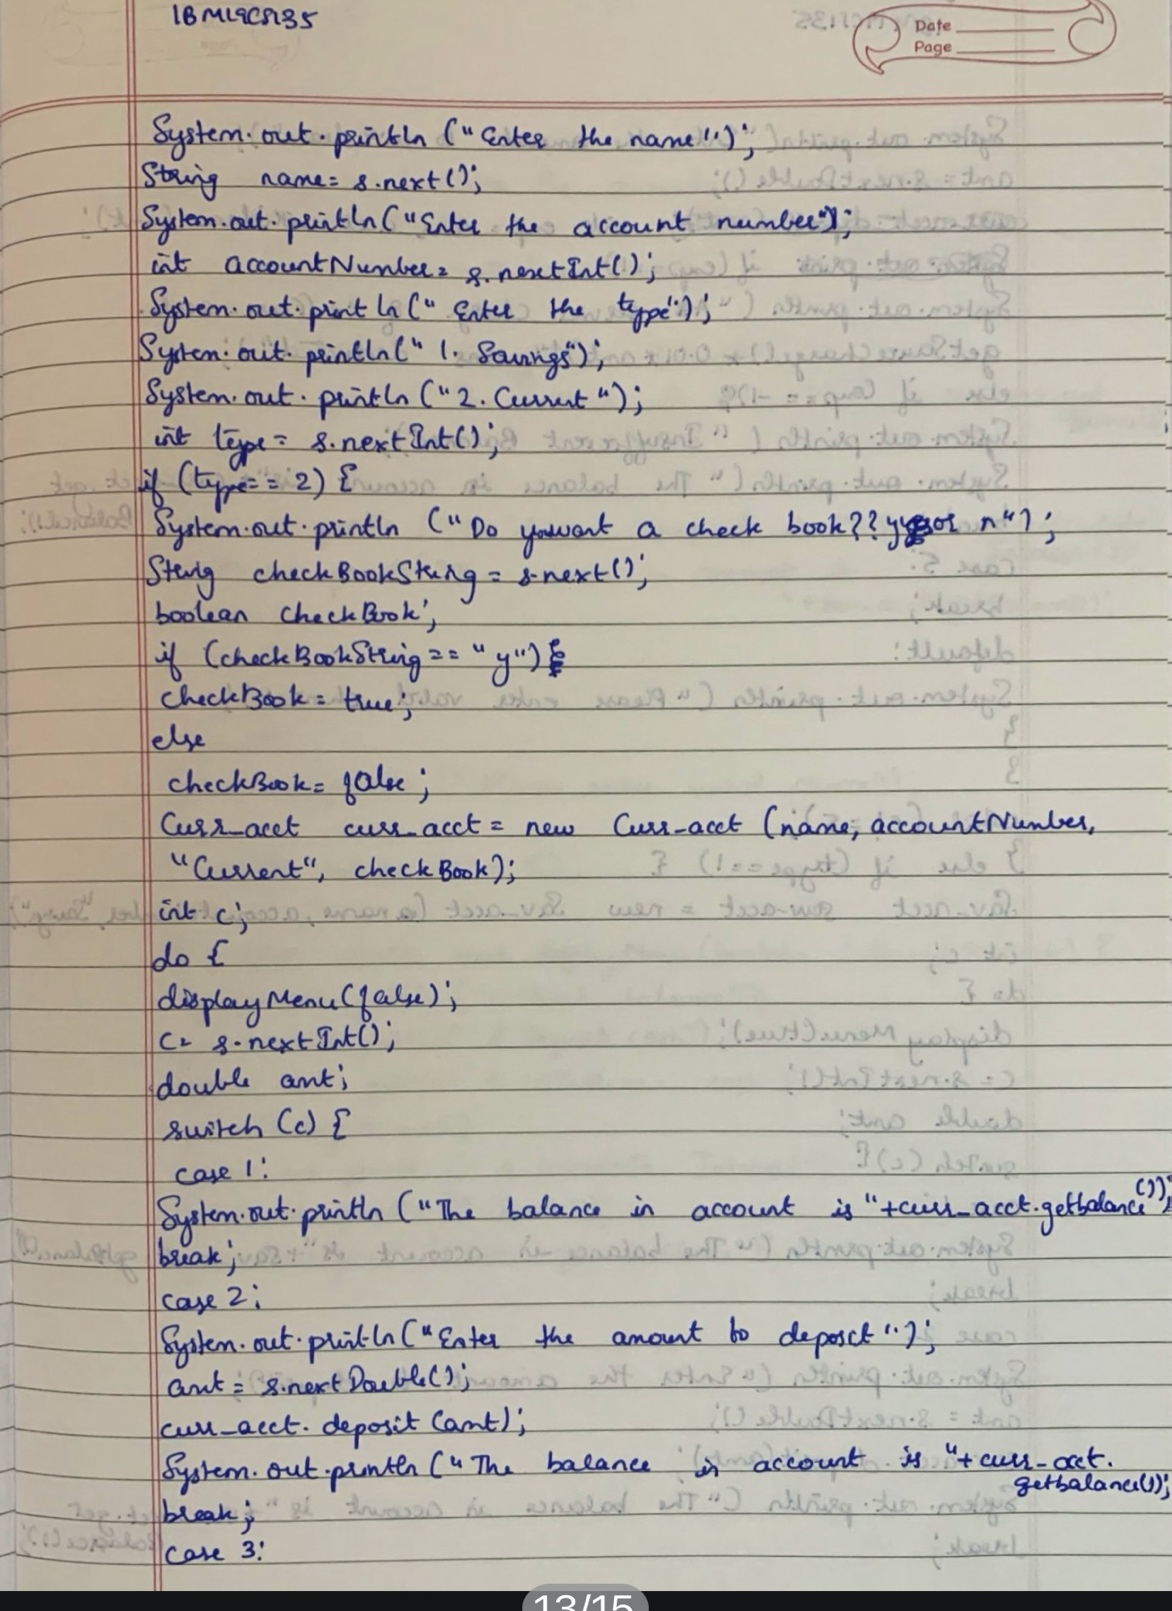 1BM19CS135
Date
Page
System.out.println ("Enter the name");
String name= s.next();
System.out.println("Enter the account number");
int accountNumber= s.nextInt();
System.out.println(" Enter the type");
System.out.println(" 1. Savings");
System.out.println ("2. Current ");
int type = s.nextInt();
if (type== 2) {
System.out.println ("Do you want a check book?? y or n");
String checkBookString = s.next();
boolean checkBook;
if (checkBookString == "y")
checkBook = true;
else
checkBook= false;
Curr_acct curr_acct = new Curr_acct (name, accountNumber,
"Current", checkBook);
int c;
do {
displayMenu(false);
c= s.nextInt();
double amt;
switch (c) {
case 1:
System.out.println ("The balance in account is "+curr_acct.getbalance());
break;
case 2:
System.out.println("Enter the amount to deposit");
amt = s.nextDouble();
curr_acct. deposit (amt);
System.out.println ("The balance in account is "+ curr_acct.
getbalance());
break;
case 3:
13/15